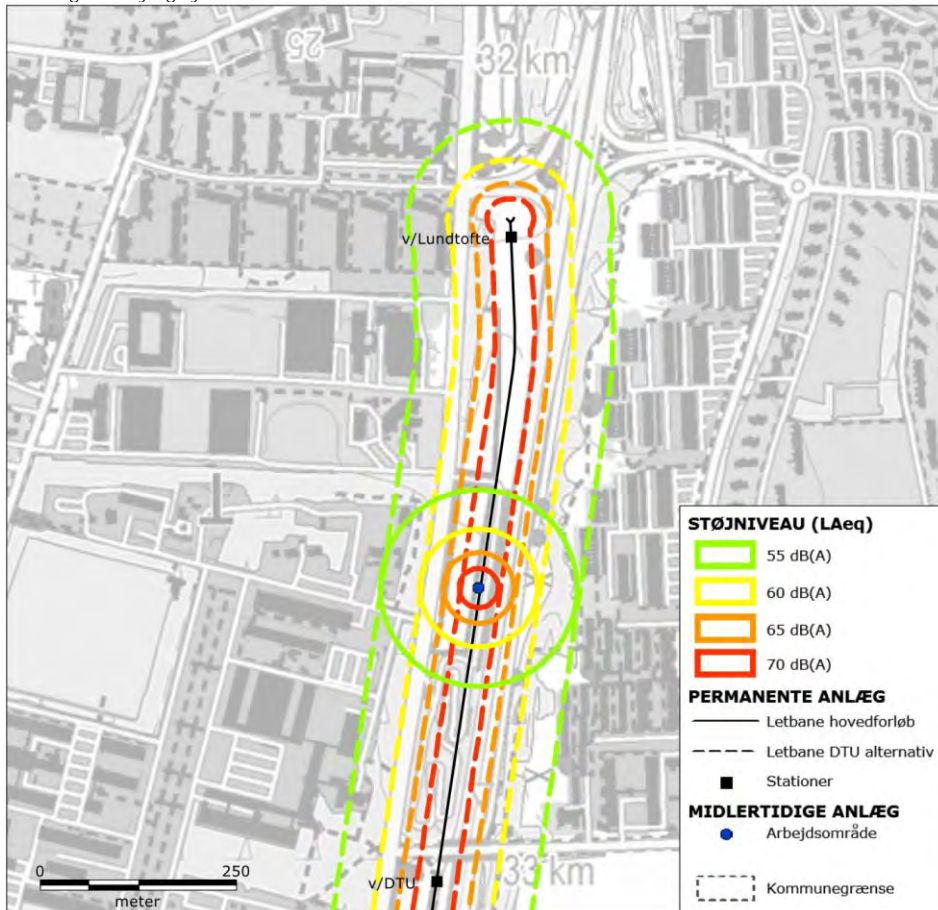 25
32 km
v/Lundtofte
STØJNIVEAU (LAeq)
55 dB(A)
60 dB(A)
65 dB(A)
70 dB(A)
PERMANENTE ANLÆG
Letbane hovedforløb
Letbane DTU alternativ
Stationer
MIDLERTIDIGE ANLÆG
Arbejdsområde
Kommunegrænse
0 250
meter
v/DTU
33 km